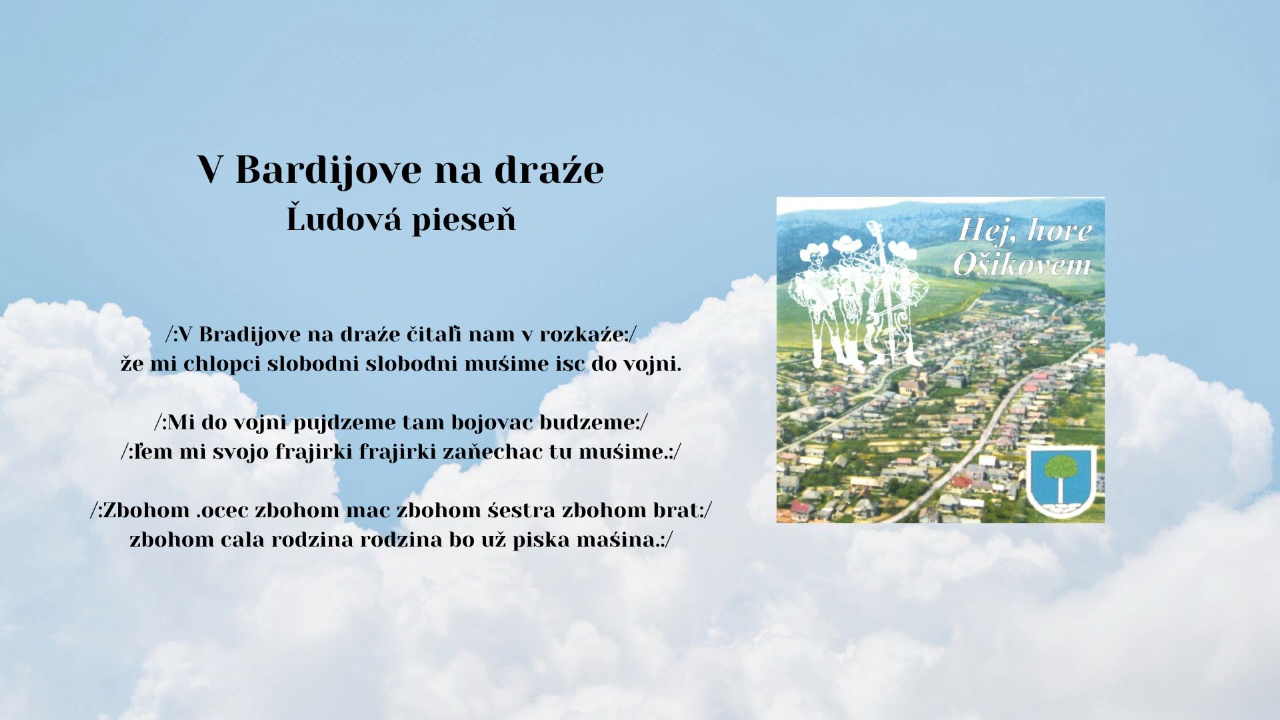 V Bardijove na draźe
Ľudová pieseň
/:V Bradijove na draźe čitaľi nam v rozkaźe:/
že mi chlopci slobodni slobodni muśime isc do vojni.
/:Mi do vojni pujdzeme tam bojovac budzeme:/
/:ľem mi svojo frajirki frajirki zaňechac tu muśime.:/
/:Zbohom .ocec zbohom mac zbohom śestra zbohom brat:/
zbohom cala rodzina rodzina bo už piska maśina.:/
Hej, hore
Ošikovem